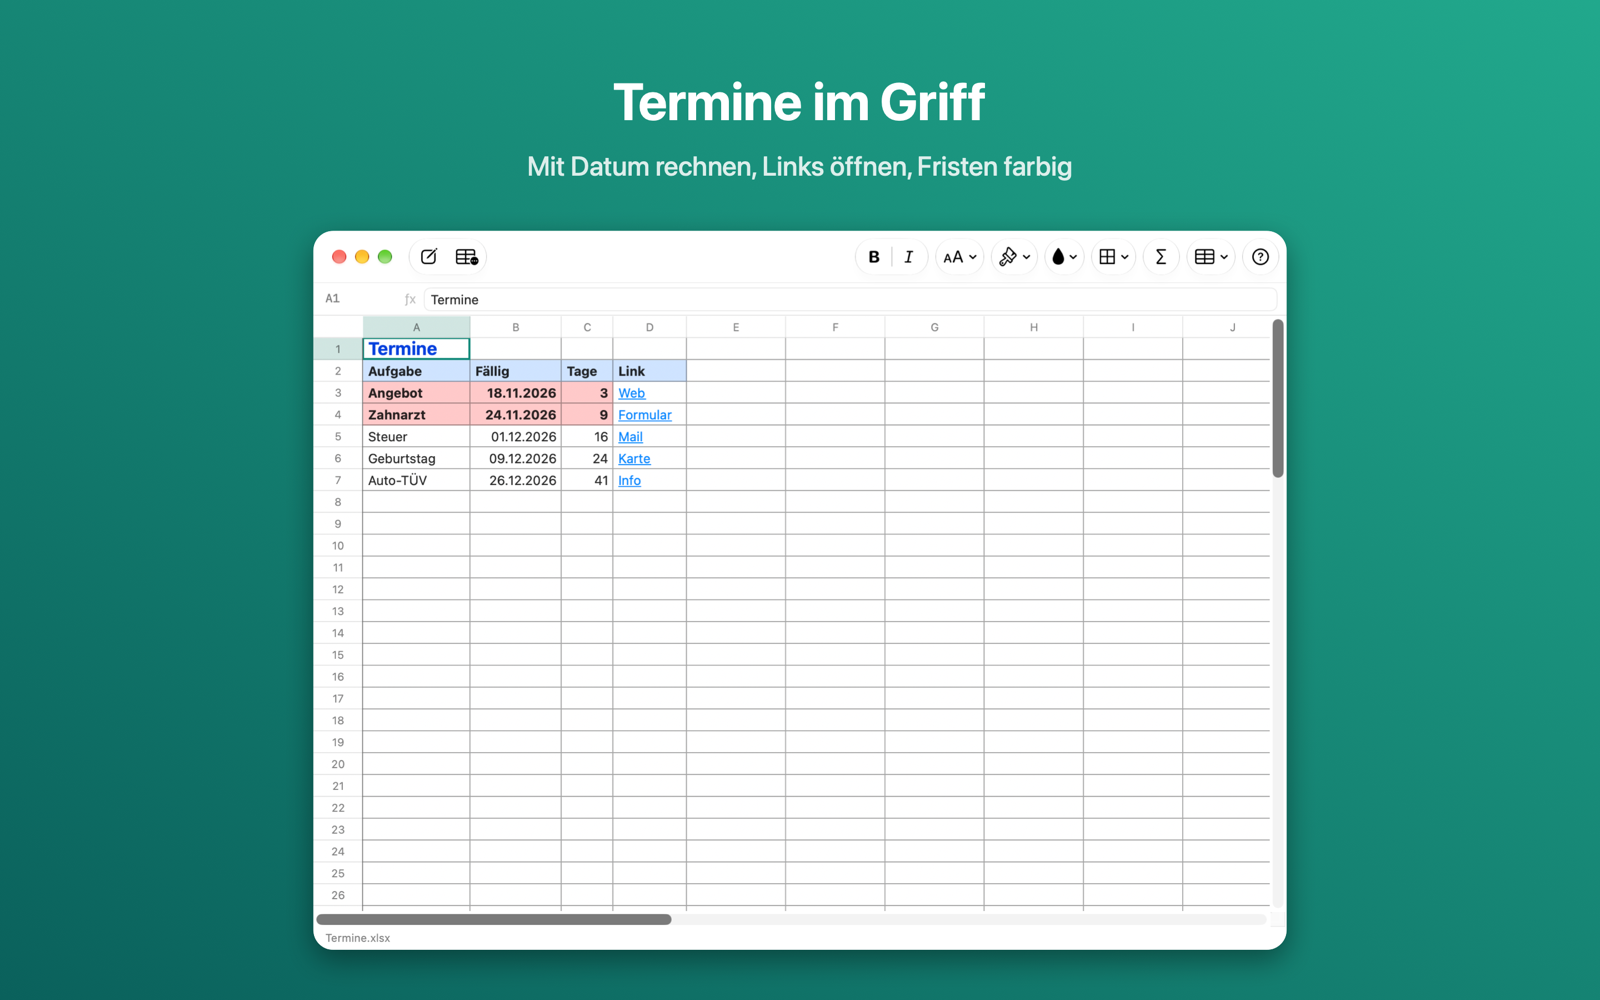 Termine im Griff
Mit Datum rechnen, Links öffnen, Fristen farbig
B I AA Σ ?
A1 fx Termine
A B C D E F G H I J
1 Termine
2 Aufgabe Fällig Tage Link
3 Angebot 18.11.2026 3 Web
4 Zahnarzt 24.11.2026 9 Formular
5 Steuer 01.12.2026 16 Mail
6 Geburtstag 09.12.2026 24 Karte
7 Auto-TÜV 26.12.2026 41 Info
8
9
10
11
12
13
14
15
16
17
18
19
20
21
22
23
24
25
26
Termine.xlsx